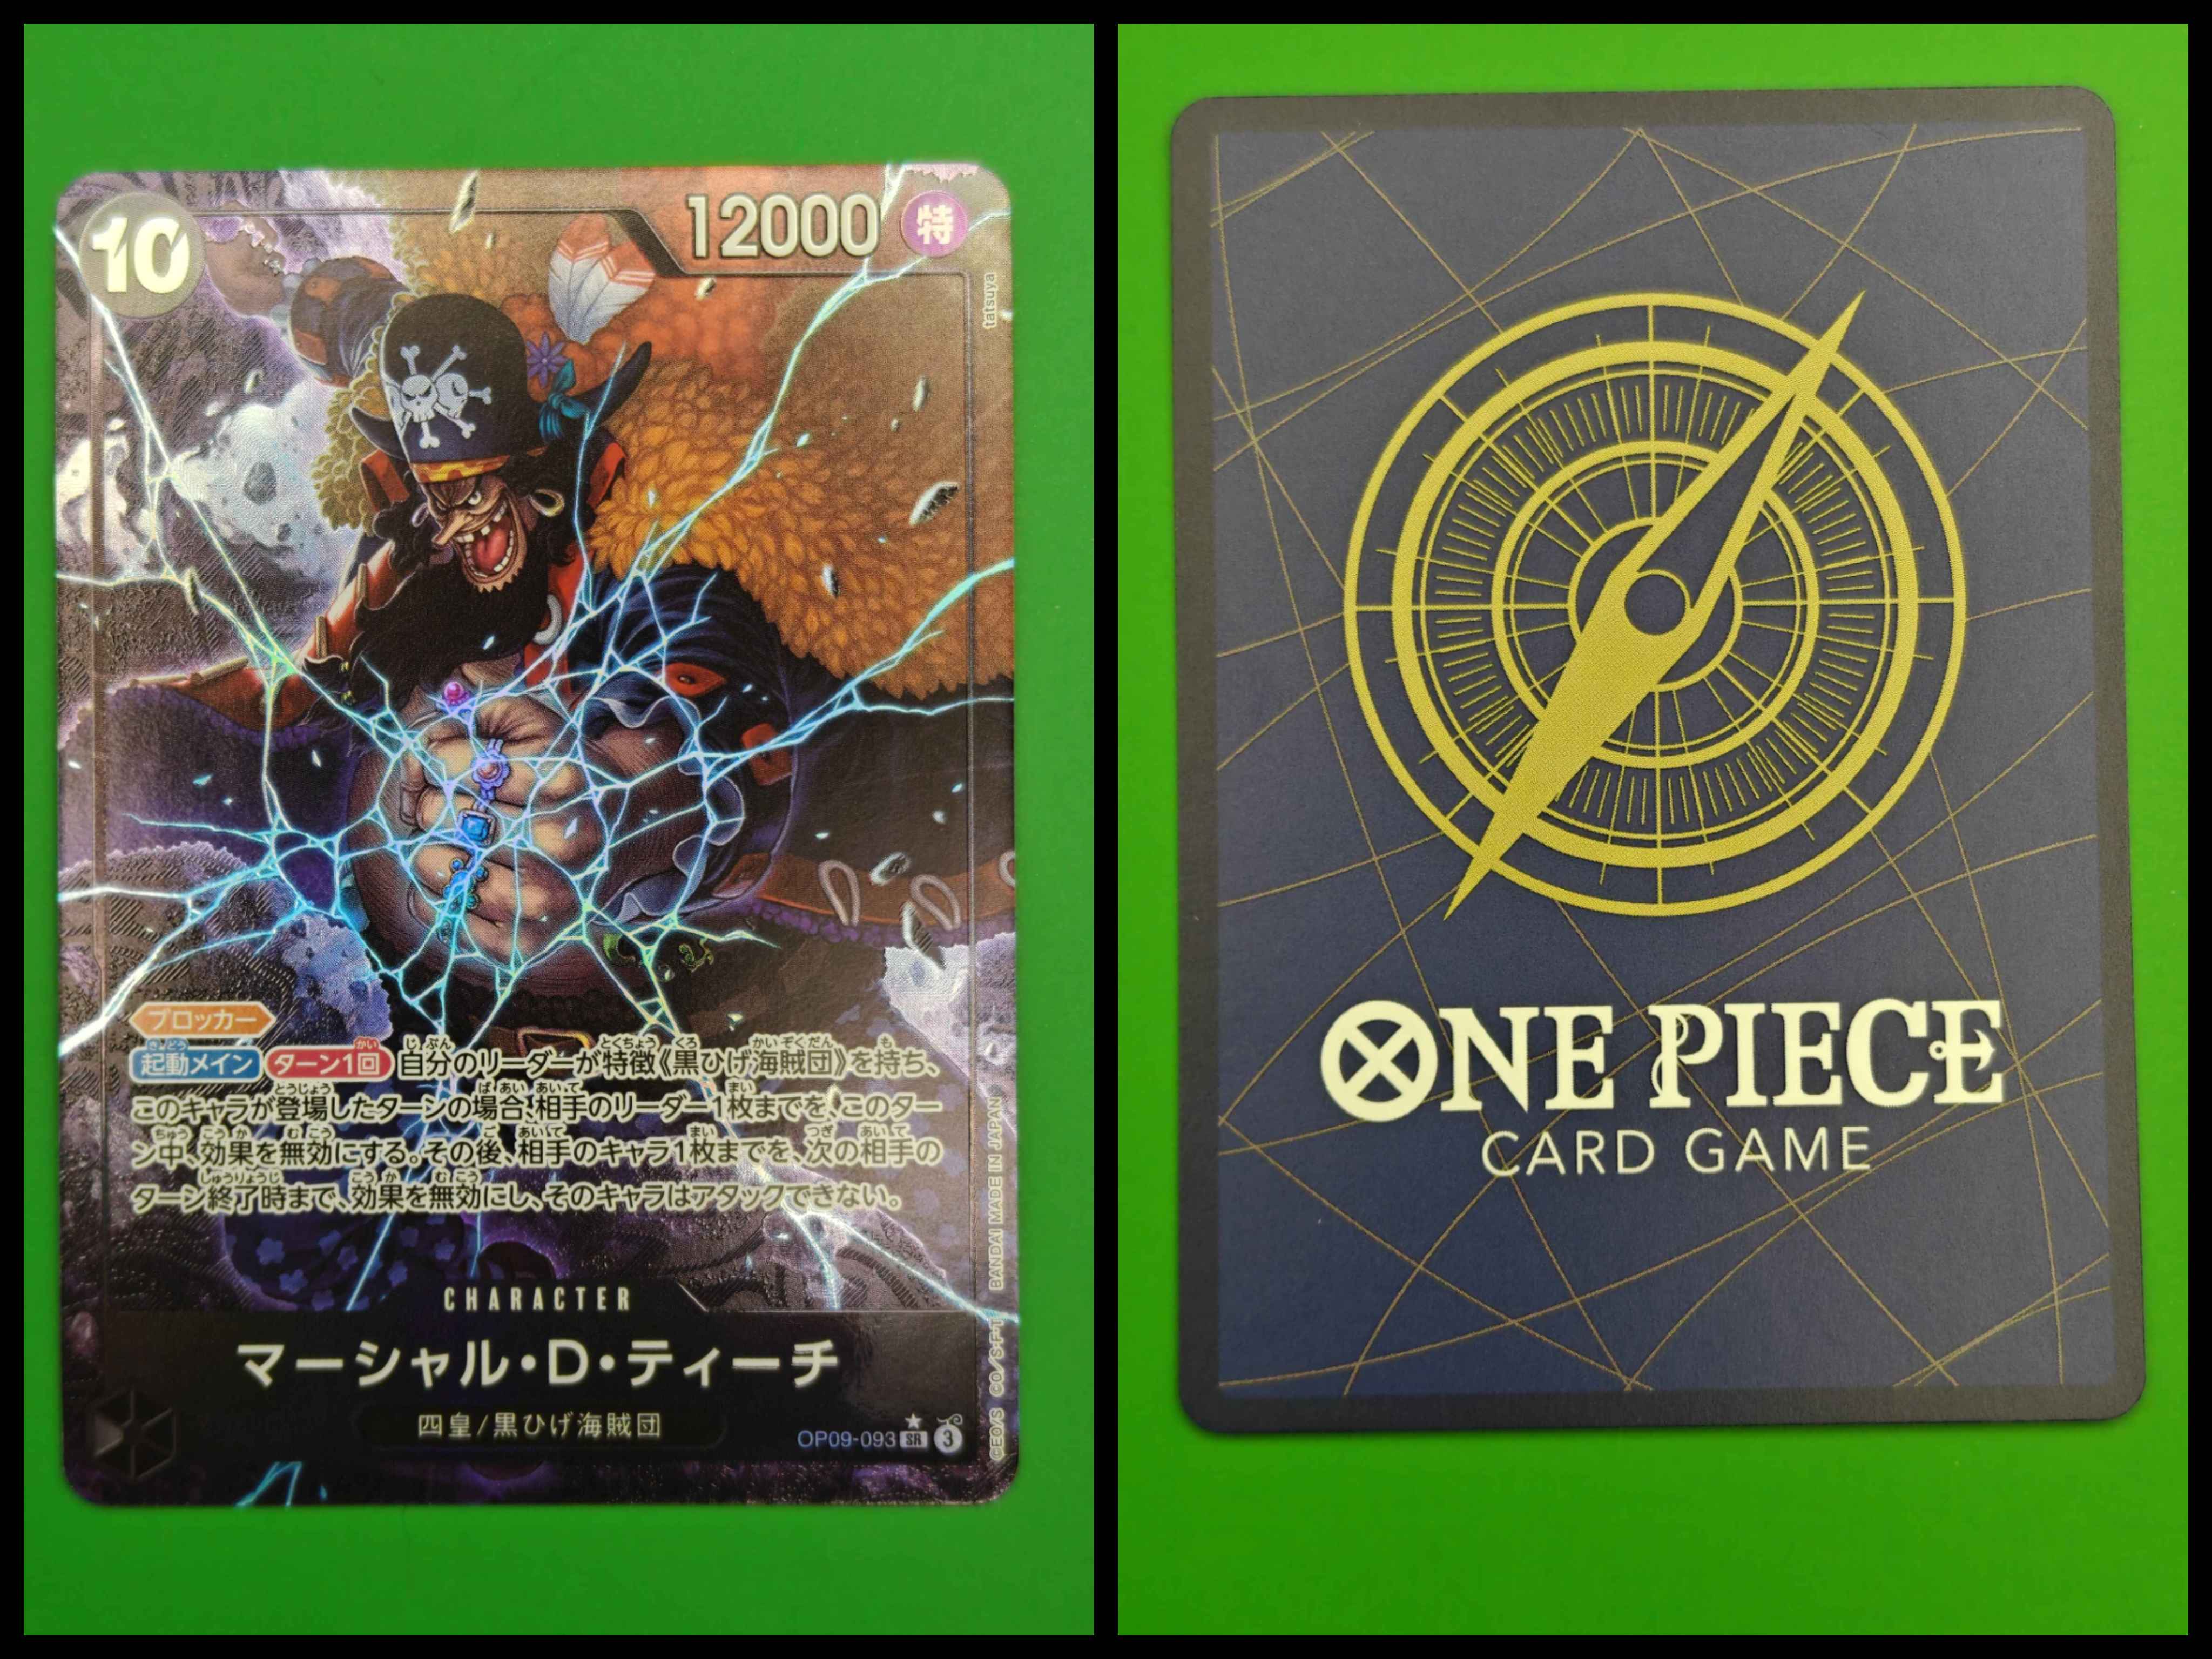 10
12000
特
tatsuya
ブロッカー
起動メイン ターン1回 自分のリーダーが特徴《黒ひげ海賊団》を持ち、
このキャラが登場したターンの場合、相手のリーダー1枚までを、このター
ン中、効果を無効にする。その後、相手のキャラ1枚までを、次の相手の
ターン終了時まで、効果を無効にし、そのキャラはアタックできない。
CHARACTER
マーシャル・D・ティーチ
四皇/黒ひげ海賊団
OP09-093 SR 3
©EO/S CO./S・F・T BANDAI MADE IN JAPAN
ONE PIECE
CARD GAME